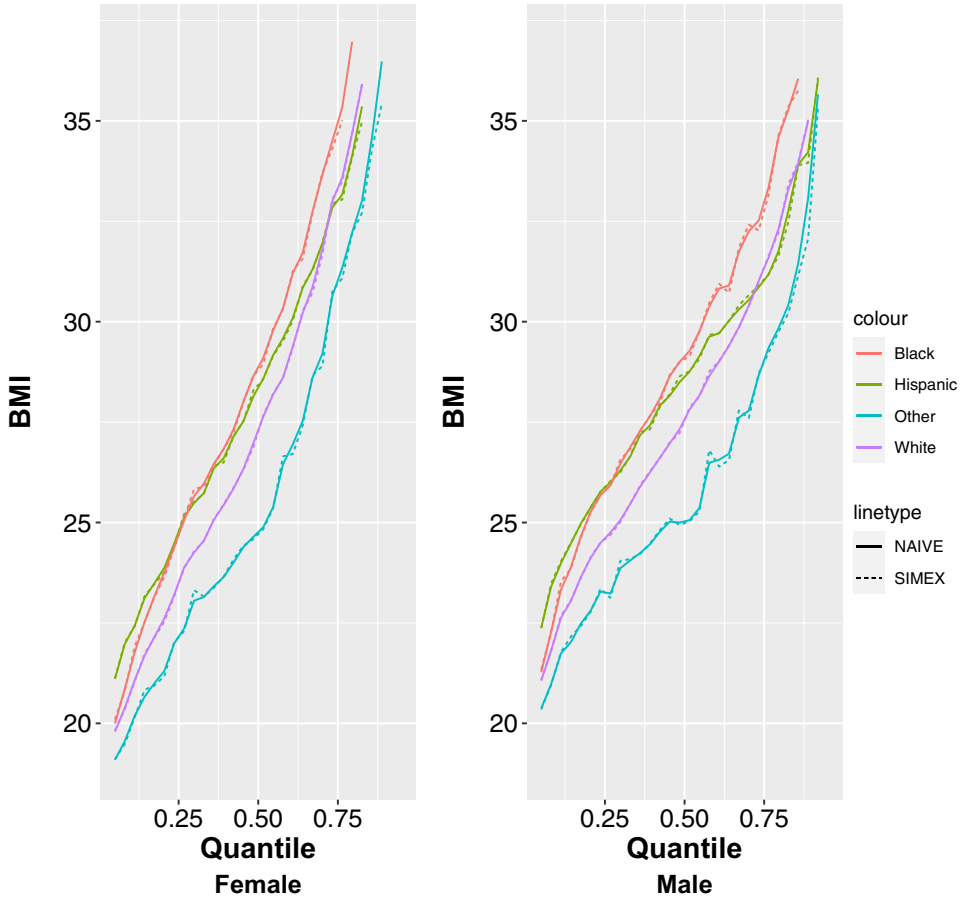 BMI
35
30
25
20
0.25 0.50 0.75
Quantile
Female
BMI
35
30
25
20
0.25 0.50 0.75
Quantile
Male
colour
Black
Hispanic
Other
White
linetype
NAIVE
SIMEX